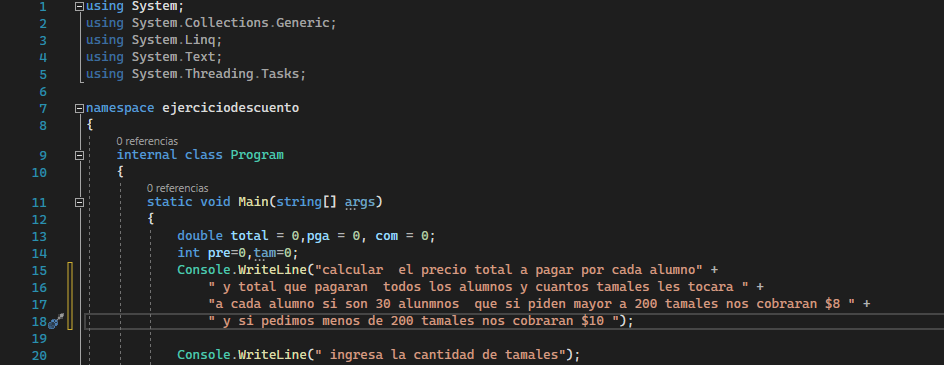 1 using System;
2 using System.Collections.Generic;
3 using System.Linq;
4 using System.Text;
5 using System.Threading.Tasks;
6
7 namespace ejerciciodescuento
8 {
0 referencias
9 internal class Program
10 {
0 referencias
11 static void Main(string[] args)
12 {
13 double total = 0,pga = 0, com = 0;
14 int pre=0,tam=0;
15 Console.WriteLine("calcular  el precio total a pagar por cada alumno" +
16 " y total que pagaran  todos los alumnos y cuantos tamales les tocara " +
17 "a cada alumno si son 30 alunmnos  que si piden mayor a 200 tamales nos cobraran $8 " +
18 " y si pedimos menos de 200 tamales nos cobraran $10 ");
19
20 Console.WriteLine(" ingresa la cantidad de tamales");